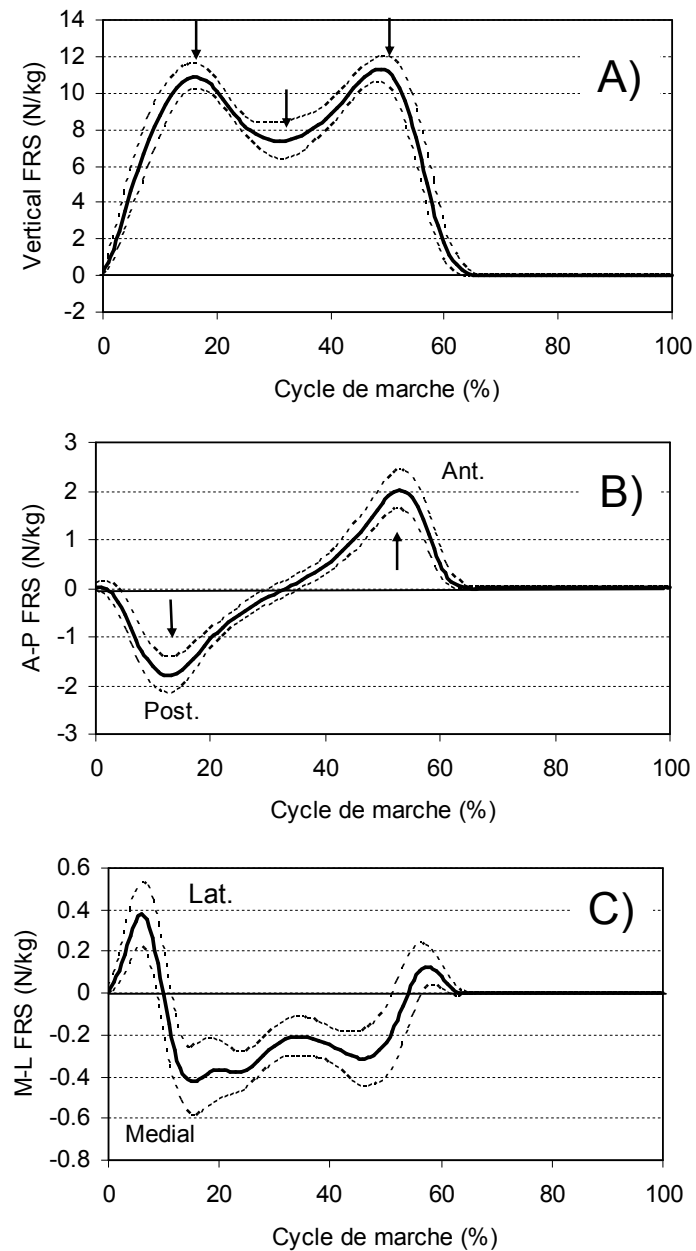 14
12
10
8
6
4
2
0
-2
Vertical FRS (N/kg)
A)
0 20 40 60 80 100
Cycle de marche (%)
3
2
1
0
-1
-2
-3
A-P FRS (N/kg)
Ant.
B)
Post.
0 20 40 60 80 100
Cycle de marche (%)
0.6
0.4
0.2
0
-0.2
-0.4
-0.6
-0.8
M-L FRS (N/kg)
Lat.
C)
Medial
0 20 40 60 80 100
Cycle de marche (%)